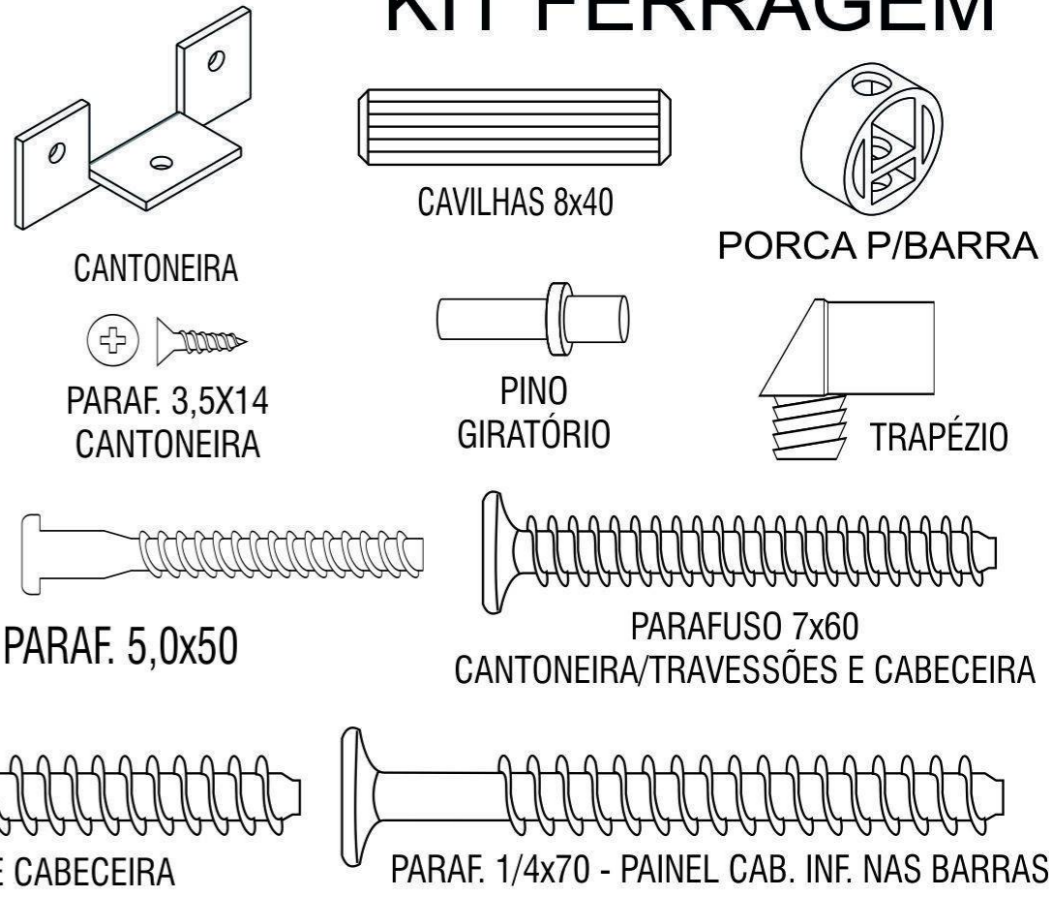 KIT FERRAGEM
CAVILHAS 8x40
PORCA P/BARRA
CANTONEIRA
PARAF. 3,5X14
CANTONEIRA
PINO
GIRATÓRIO
TRAPÉZIO
PARAF. 5,0x50
PARAFUSO 7x60
CANTONEIRA/TRAVESSÕES E CABECEIRA
E CABECEIRA
PARAF. 1/4x70 - PAINEL CAB. INF. NAS BARRAS